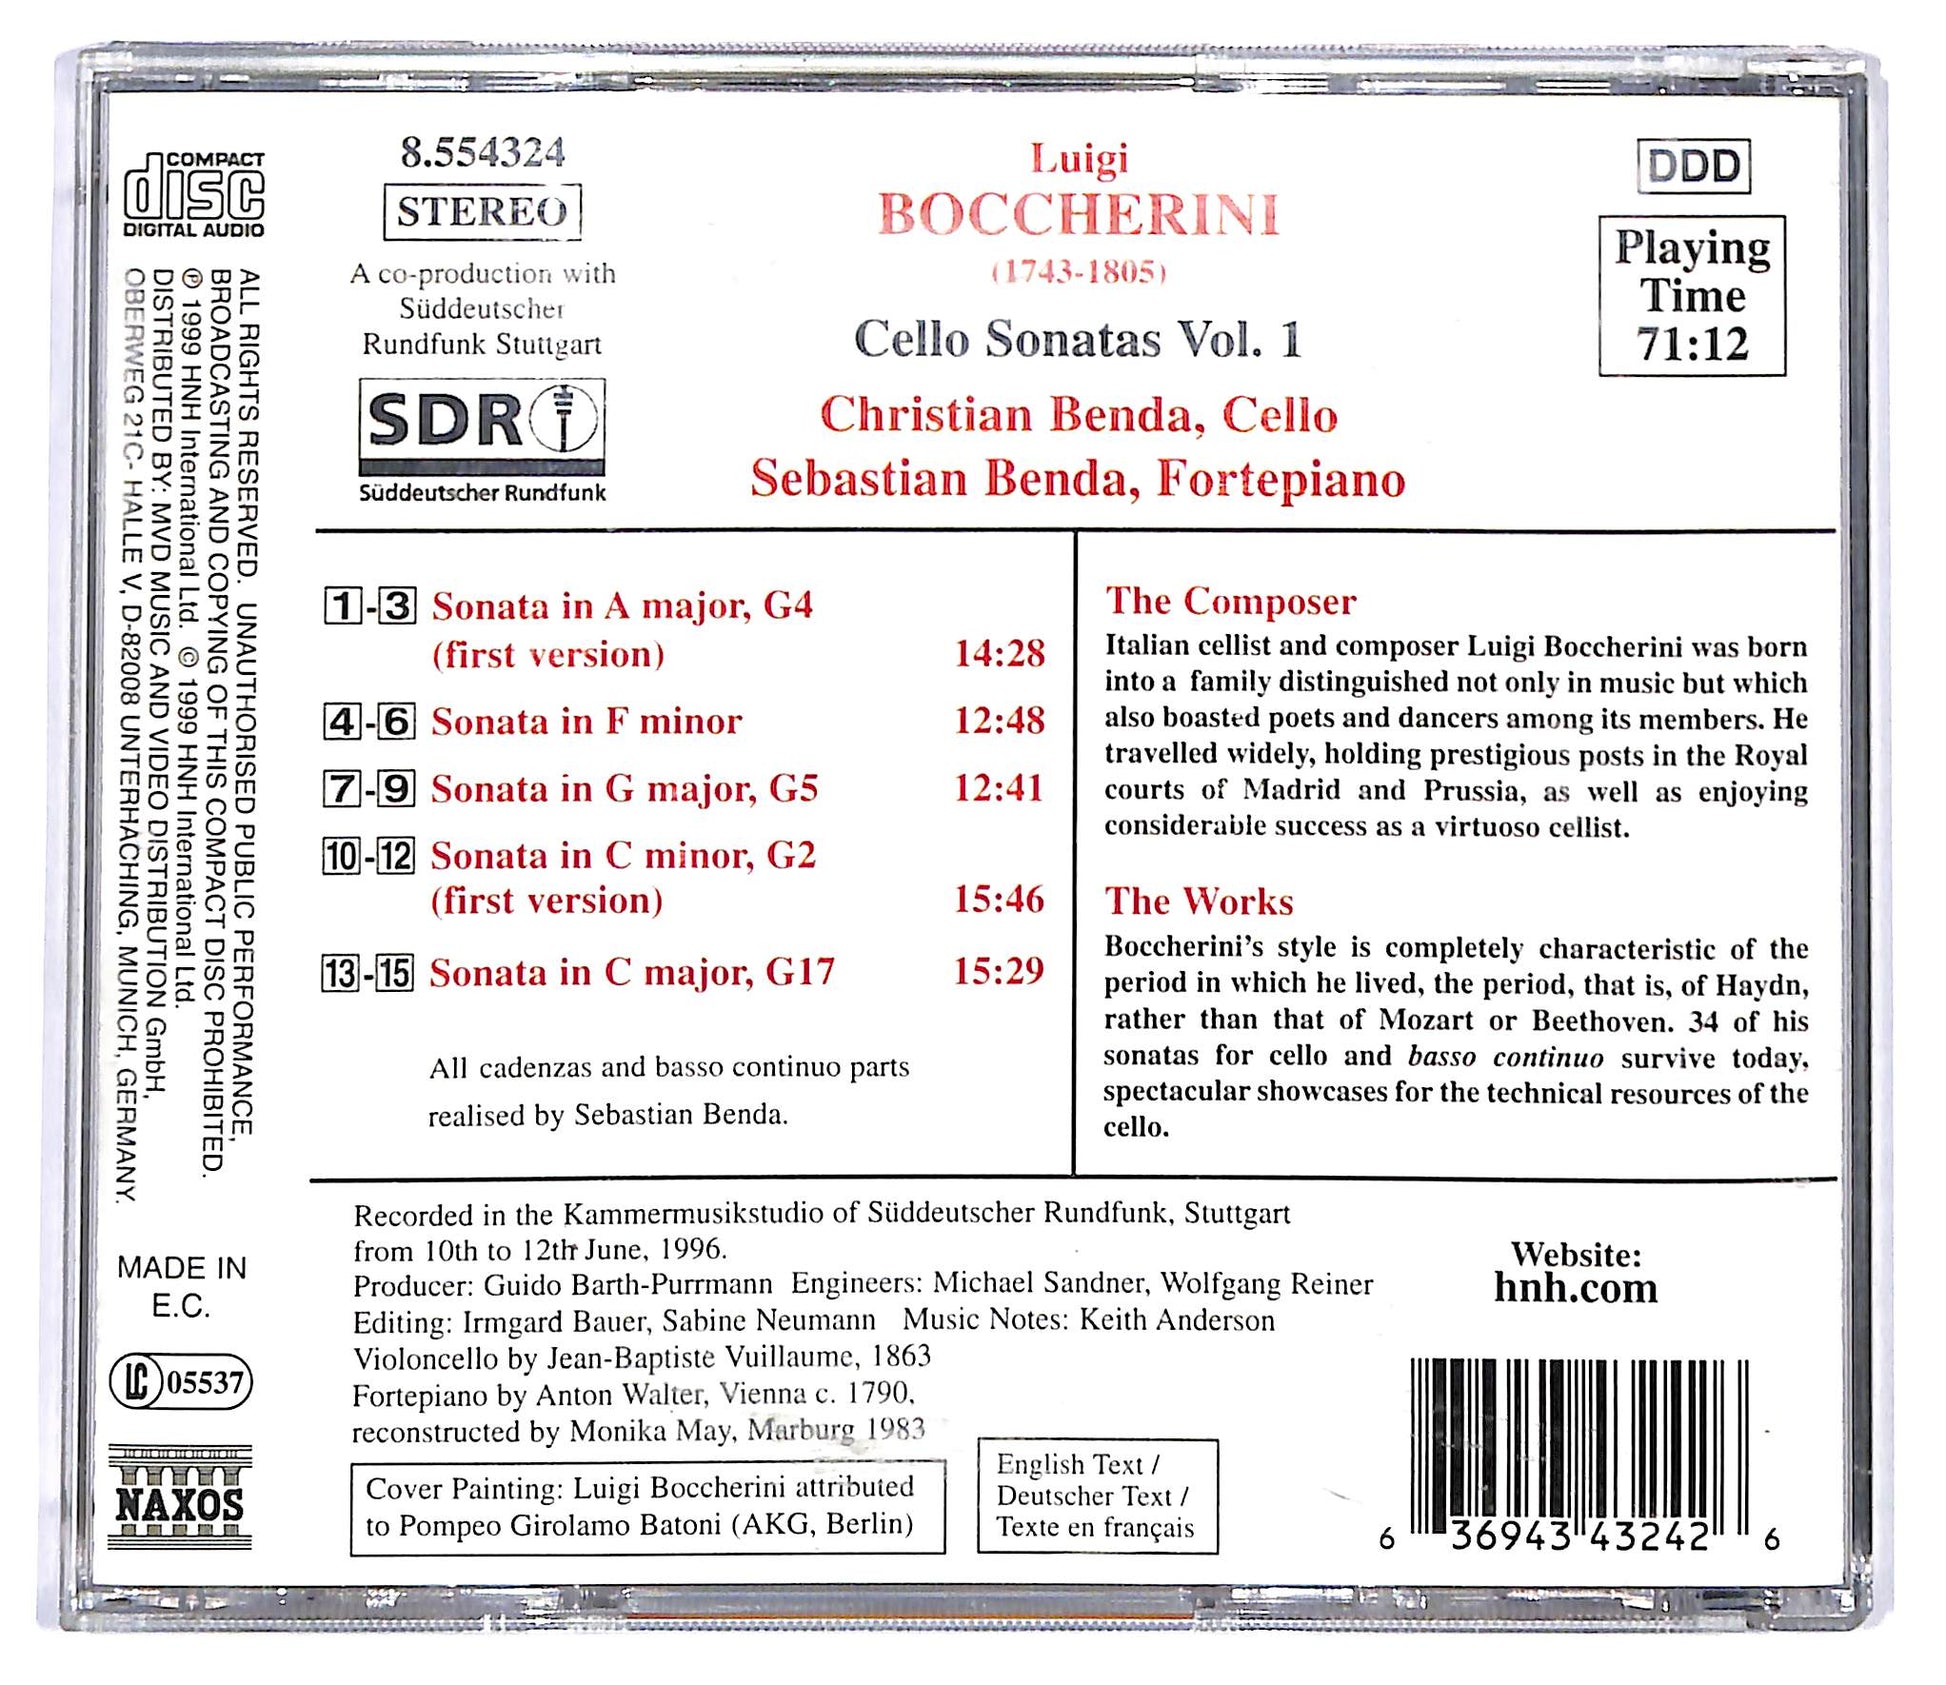 COMPACT
disc
DIGITAL AUDIO
ALL RIGHTS RESERVED. UNAUTHORISED PUBLIC PERFORMANCE,
BROADCASTING AND COPYING OF THIS COMPACT DISC PROHIBITED.
℗ 1999 HNH International Ltd. © 1999 HNH International Ltd.
DISTRIBUTED BY: MVD MUSIC AND VIDEO DISTRIBUTION GmbH,
OBERWEG 21C- HALLE V, D-82008 UNTERHACHING, MUNICH, GERMANY.
MADE IN
E.C.
LC 05537
NAXOS
8.554324
STEREO
A co-production with
Süddeutscher
Rundfunk Stuttgart
SDR
Süddeutscher Rundfunk
Luigi
BOCCHERINI
(1743-1805)
Cello Sonatas Vol. 1
Christian Benda, Cello
Sebastian Benda, Fortepiano
DDD
Playing
Time
71:12
1-3 Sonata in A major, G4
(first version) 14:28
4-6 Sonata in F minor 12:48
7-9 Sonata in G major, G5 12:41
10-12 Sonata in C minor, G2
(first version) 15:46
13-15 Sonata in C major, G17 15:29
All cadenzas and basso continuo parts
realised by Sebastian Benda.
The Composer
Italian cellist and composer Luigi Boccherini was born
into a family distinguished not only in music but which
also boasted poets and dancers among its members. He
travelled widely, holding prestigious posts in the Royal
courts of Madrid and Prussia, as well as enjoying
considerable success as a virtuoso cellist.
The Works
Boccherini's style is completely characteristic of the
period in which he lived, the period, that is, of Haydn,
rather than that of Mozart or Beethoven. 34 of his
sonatas for cello and basso continuo survive today,
spectacular showcases for the technical resources of the
cello.
Recorded in the Kammermusikstudio of Süddeutscher Rundfunk, Stuttgart
from 10th to 12th June, 1996.
Producer: Guido Barth-Purrmann Engineers: Michael Sandner, Wolfgang Reiner
Editing: Irmgard Bauer, Sabine Neumann Music Notes: Keith Anderson
Violoncello by Jean-Baptiste Vuillaume, 1863
Fortepiano by Anton Walter, Vienna c. 1790,
reconstructed by Monika May, Marburg 1983
Cover Painting: Luigi Boccherini attributed
to Pompeo Girolamo Batoni (AKG, Berlin)
English Text /
Deutscher Text /
Texte en français
Website:
hnh.com
6 36943 43242 6